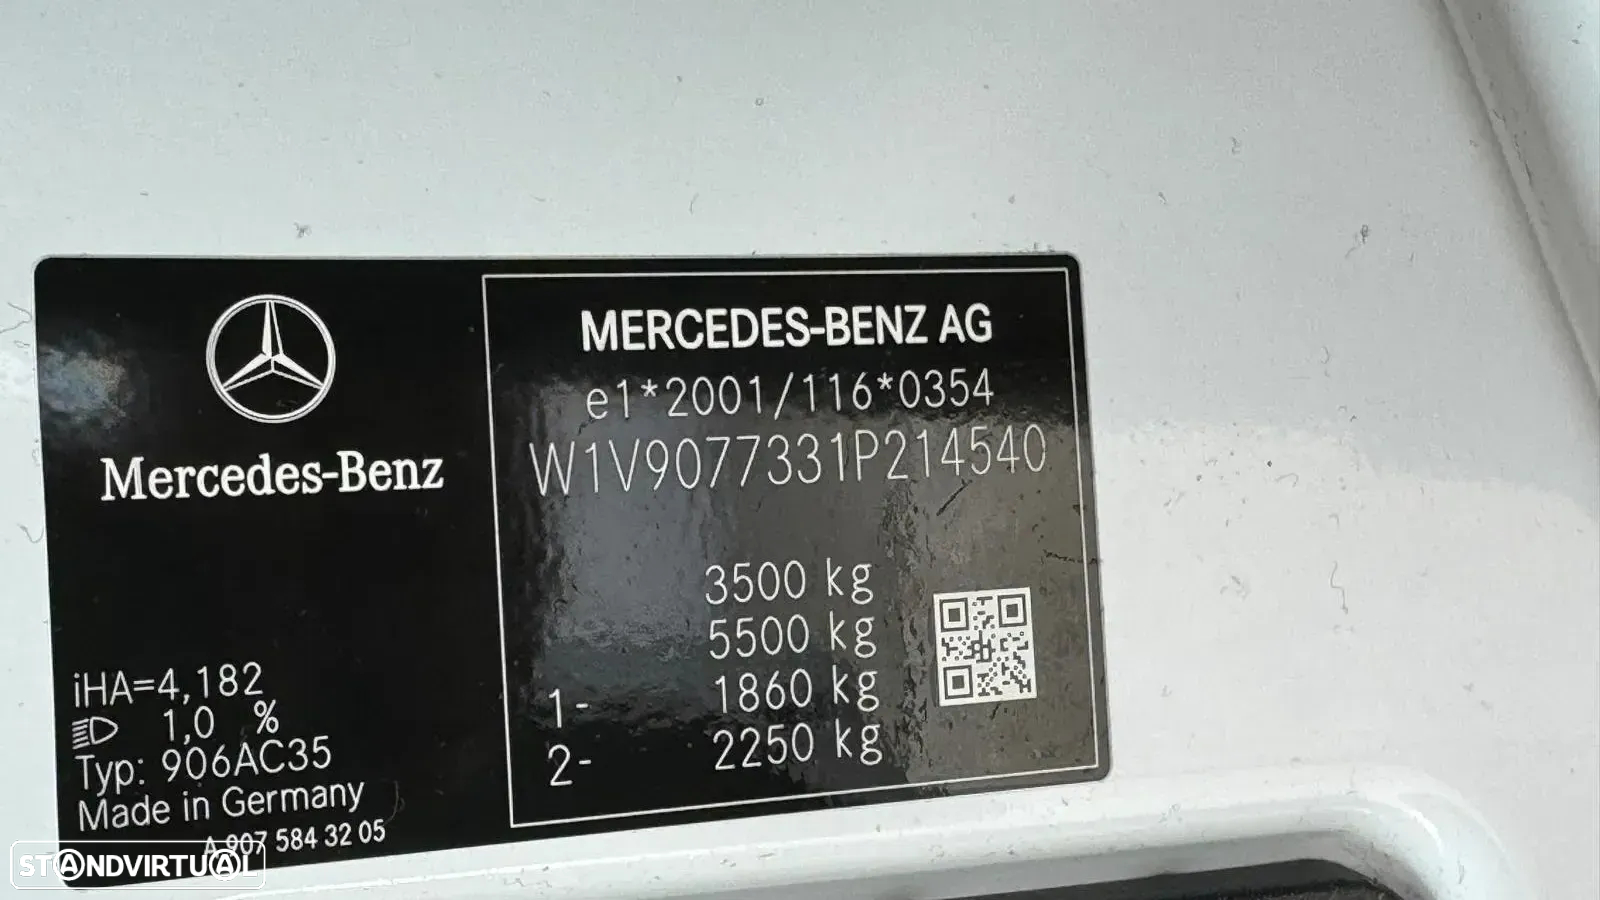 Mercedes-Benz
iHA=4,182
1,0 %
Typ: 906AC35
Made in Germany
A 907 584 32 05
MERCEDES-BENZ AG
e1*2001/116*0354
W1V9077331P214540
3500 kg
5500 kg
1- 1860 kg
2- 2250 kg
STANDVIRTUAL